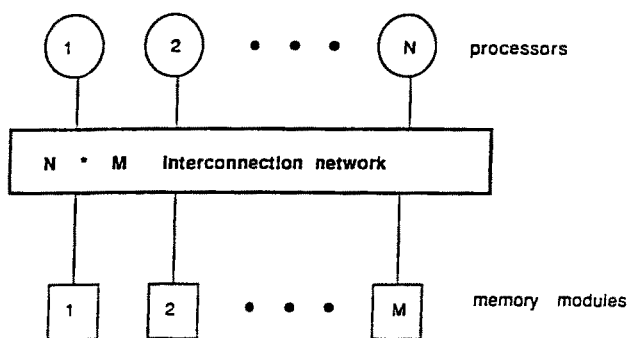 1 2 • • • N processors
N * M interconnection network
1 2 • • • M memory modules